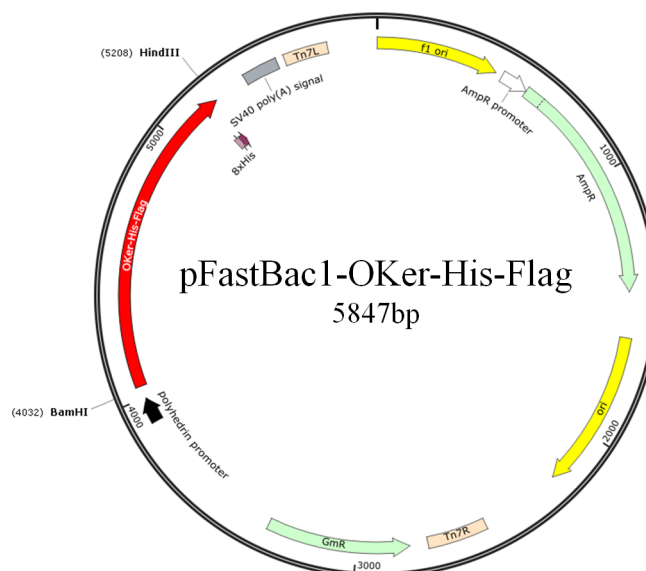 f1 ori
AmpR promoter
AmpR
1000
ori
2000
Tn7R
3000
GmR
polyhedrin promoter
4000
(4032) BamHI
OKer-His-Flag
5000
(5208) HindIII
8xHis
SV40 poly(A) signal
Tn7L
pFastBac1-OKer-His-Flag
5847bp